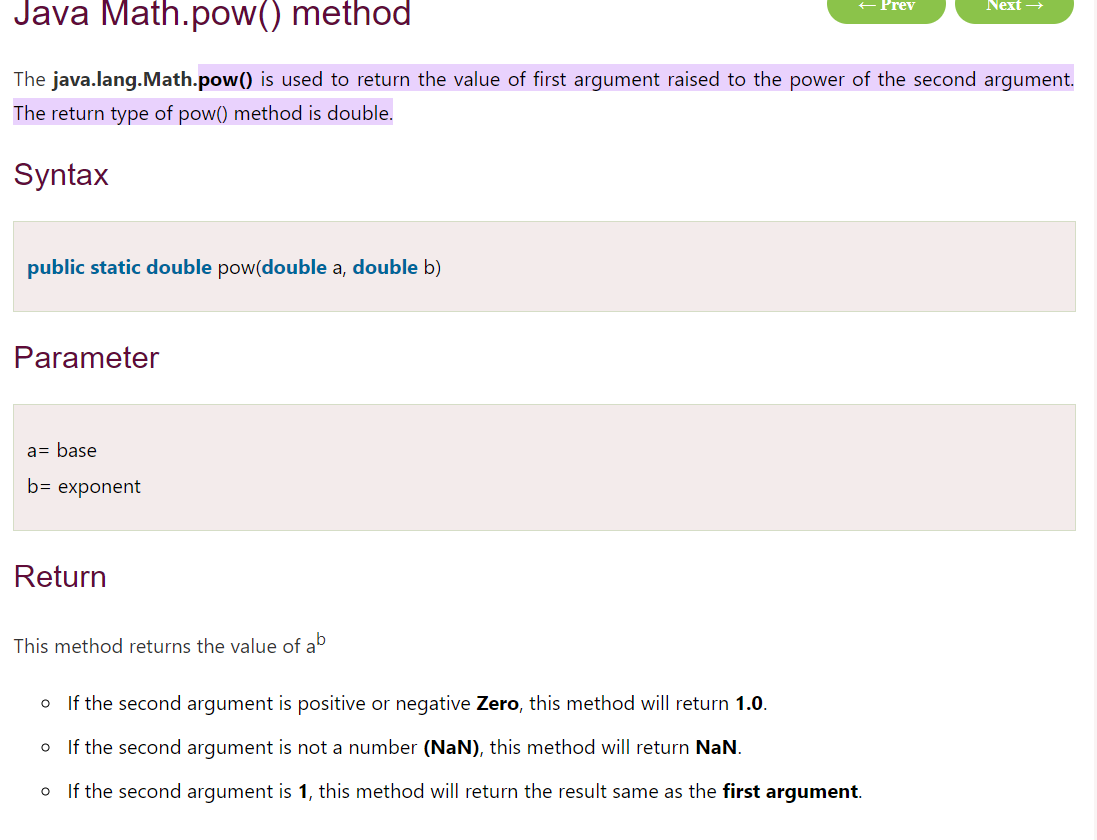 Java Math.pow() method
← Prev
Next →
The java.lang.Math.pow() is used to return the value of first argument raised to the power of the second argument.
The return type of pow() method is double.
Syntax
public static double pow(double a, double b)
Parameter
a= base
b= exponent
Return
This method returns the value of aᵇ
If the second argument is positive or negative Zero, this method will return 1.0.
If the second argument is not a number (NaN), this method will return NaN.
If the second argument is 1, this method will return the result same as the first argument.